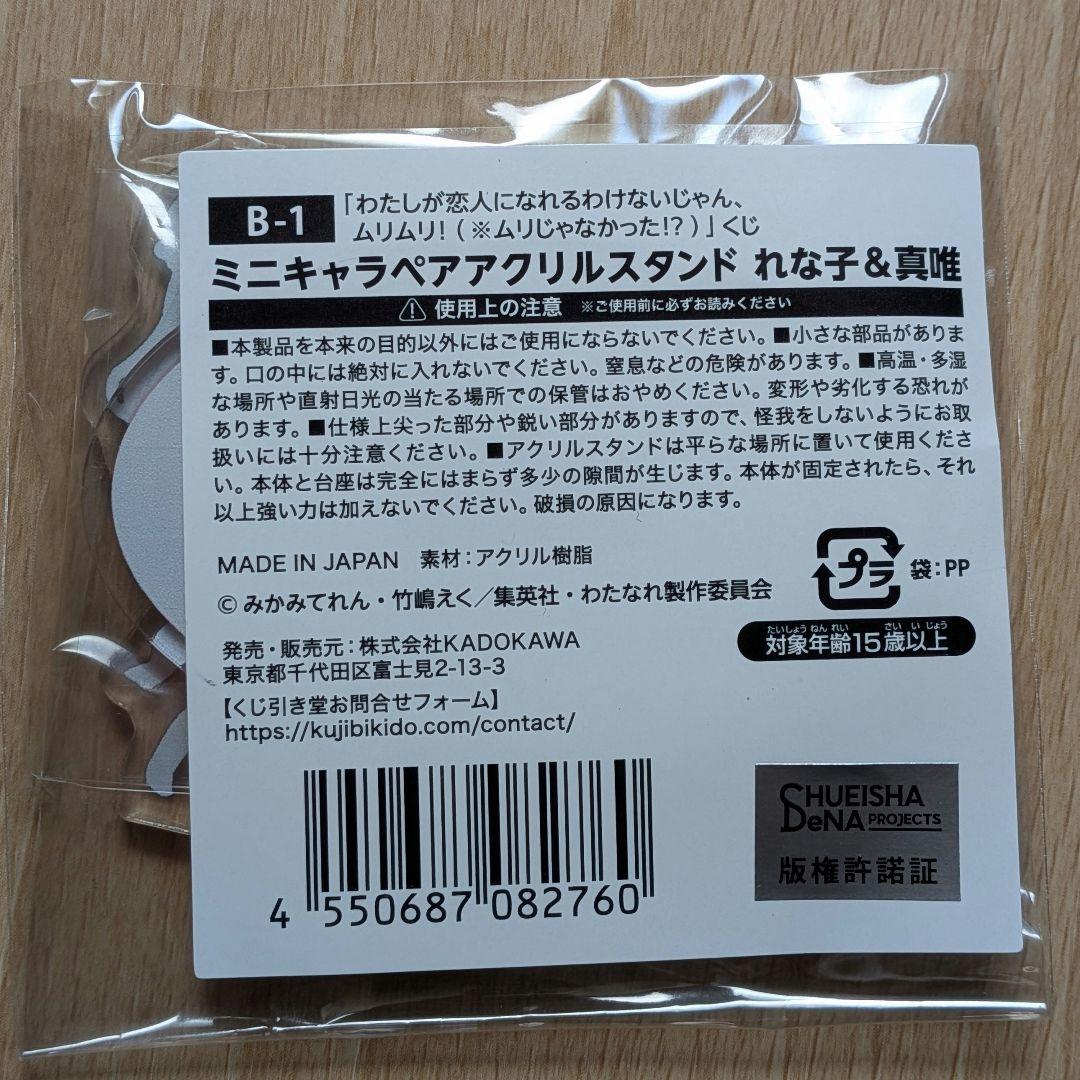 B-1
「わたしが恋人になれるわけないじゃん、
ムリムリ!(※ムリじゃなかった!?)」くじ
ミニキャラペアアクリルスタンド れな子&真唯
⚠ 使用上の注意 ※ご使用前に必ずお読みください
■本製品を本来の目的以外にはご使用にならないでください。■小さな部品がありま
す。口の中には絶対に入れないでください。窒息などの危険があります。■高温・多湿
な場所や直射日光の当たる場所での保管はおやめください。変形や劣化する恐れが
あります。■仕様上尖った部分や鋭い部分がありますので、怪我をしないようにお取
扱いには十分注意ください。■アクリルスタンドは平らな場所に置いて使用くださ
い。本体と台座は完全にはまらず多少の隙間が生じます。本体が固定されたら、それ
以上強い力は加えないでください。破損の原因になります。
MADE IN JAPAN 素材:アクリル樹脂
プラ 袋:PP
©みかみてれん・竹嶋えく/集英社・わたなれ製作委員会
たいしょうねんれい さい いじょう
対象年齢15歳以上
発売・販売元:株式会社KADOKAWA
東京都千代田区富士見2-13-3
【くじ引き堂お問合せフォーム】
https://kujibikido.com/contact/
4 550687 082760
SHUEISHA
DeNA PROJECTS
版権許諾証